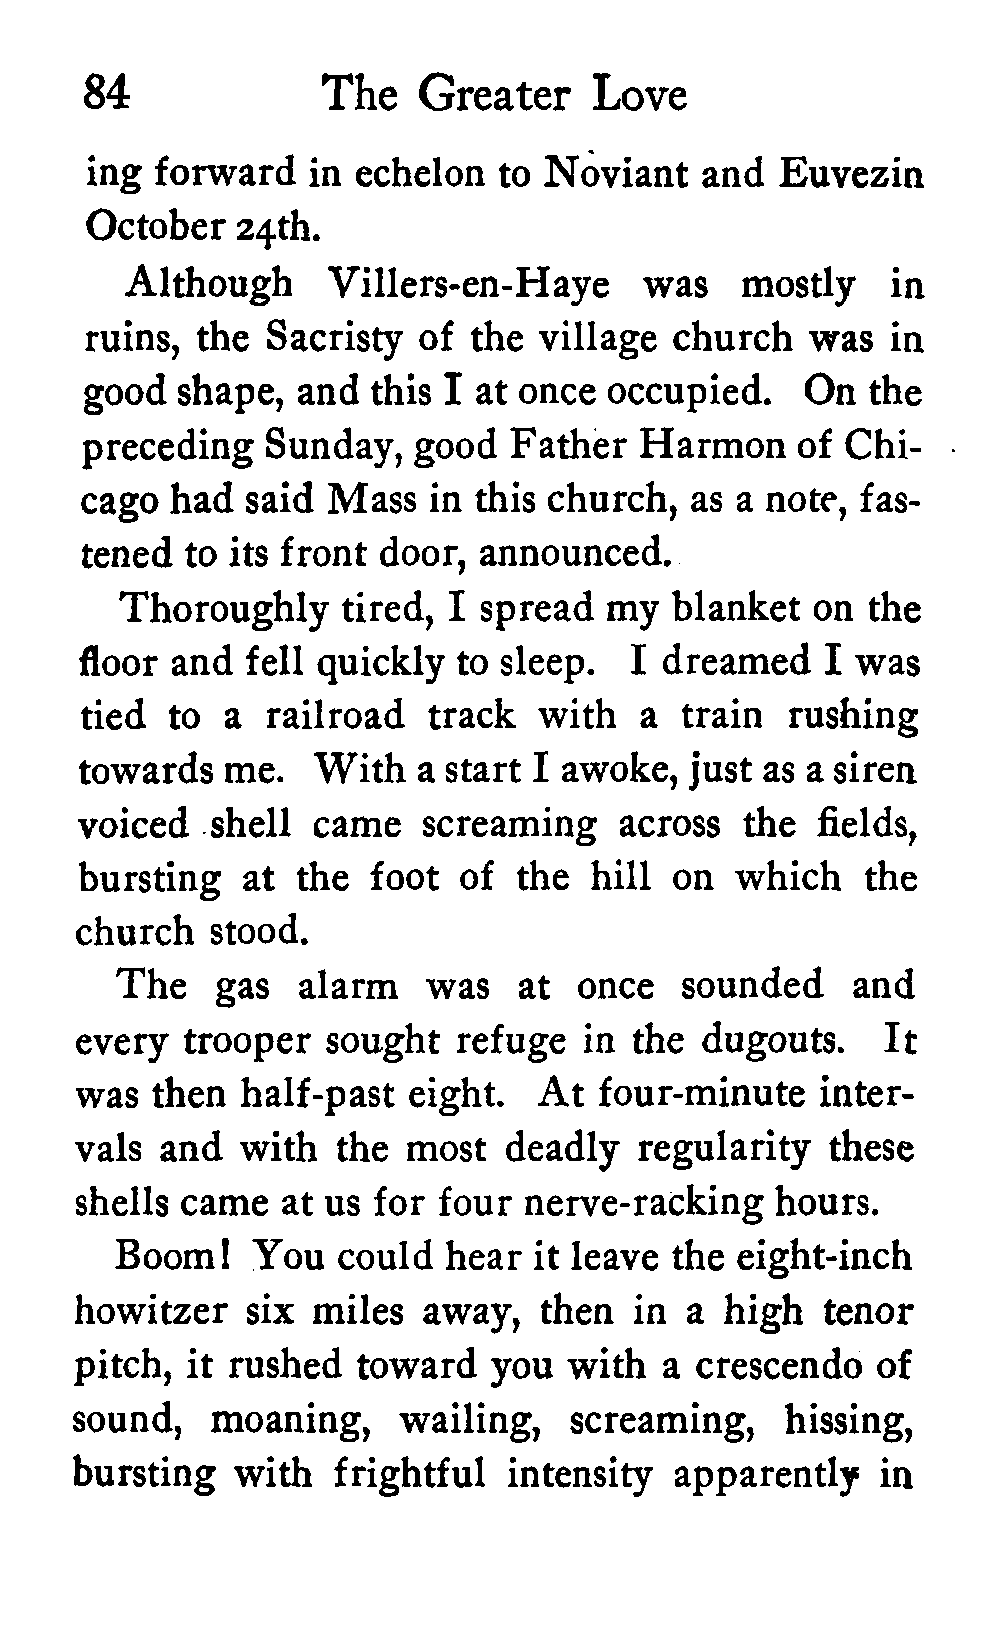 84 The Greater Love
ing forward in echelon to Noviant and Euvezin
October 24th.
Although Villers-en-Haye was mostly in
ruins, the Sacristy of the village church was in
good shape, and this I at once occupied. On the
preceding Sunday, good Father Harmon of Chi-
cago had said Mass in this church, as a note, fas-
tened to its front door, announced.
Thoroughly tired, I spread my blanket on the
floor and fell quickly to sleep. I dreamed I was
tied to a railroad track with a train rushing
towards me. With a start I awoke, just as a siren
voiced shell came screaming across the fields,
bursting at the foot of the hill on which the
church stood.
The gas alarm was at once sounded and
every trooper sought refuge in the dugouts. It
was then half-past eight. At four-minute inter-
vals and with the most deadly regularity these
shells came at us for four nerve-racking hours.
Boom! You could hear it leave the eight-inch
howitzer six miles away, then in a high tenor
pitch, it rushed toward you with a crescendo of
sound, moaning, wailing, screaming, hissing,
bursting with frightful intensity apparently in